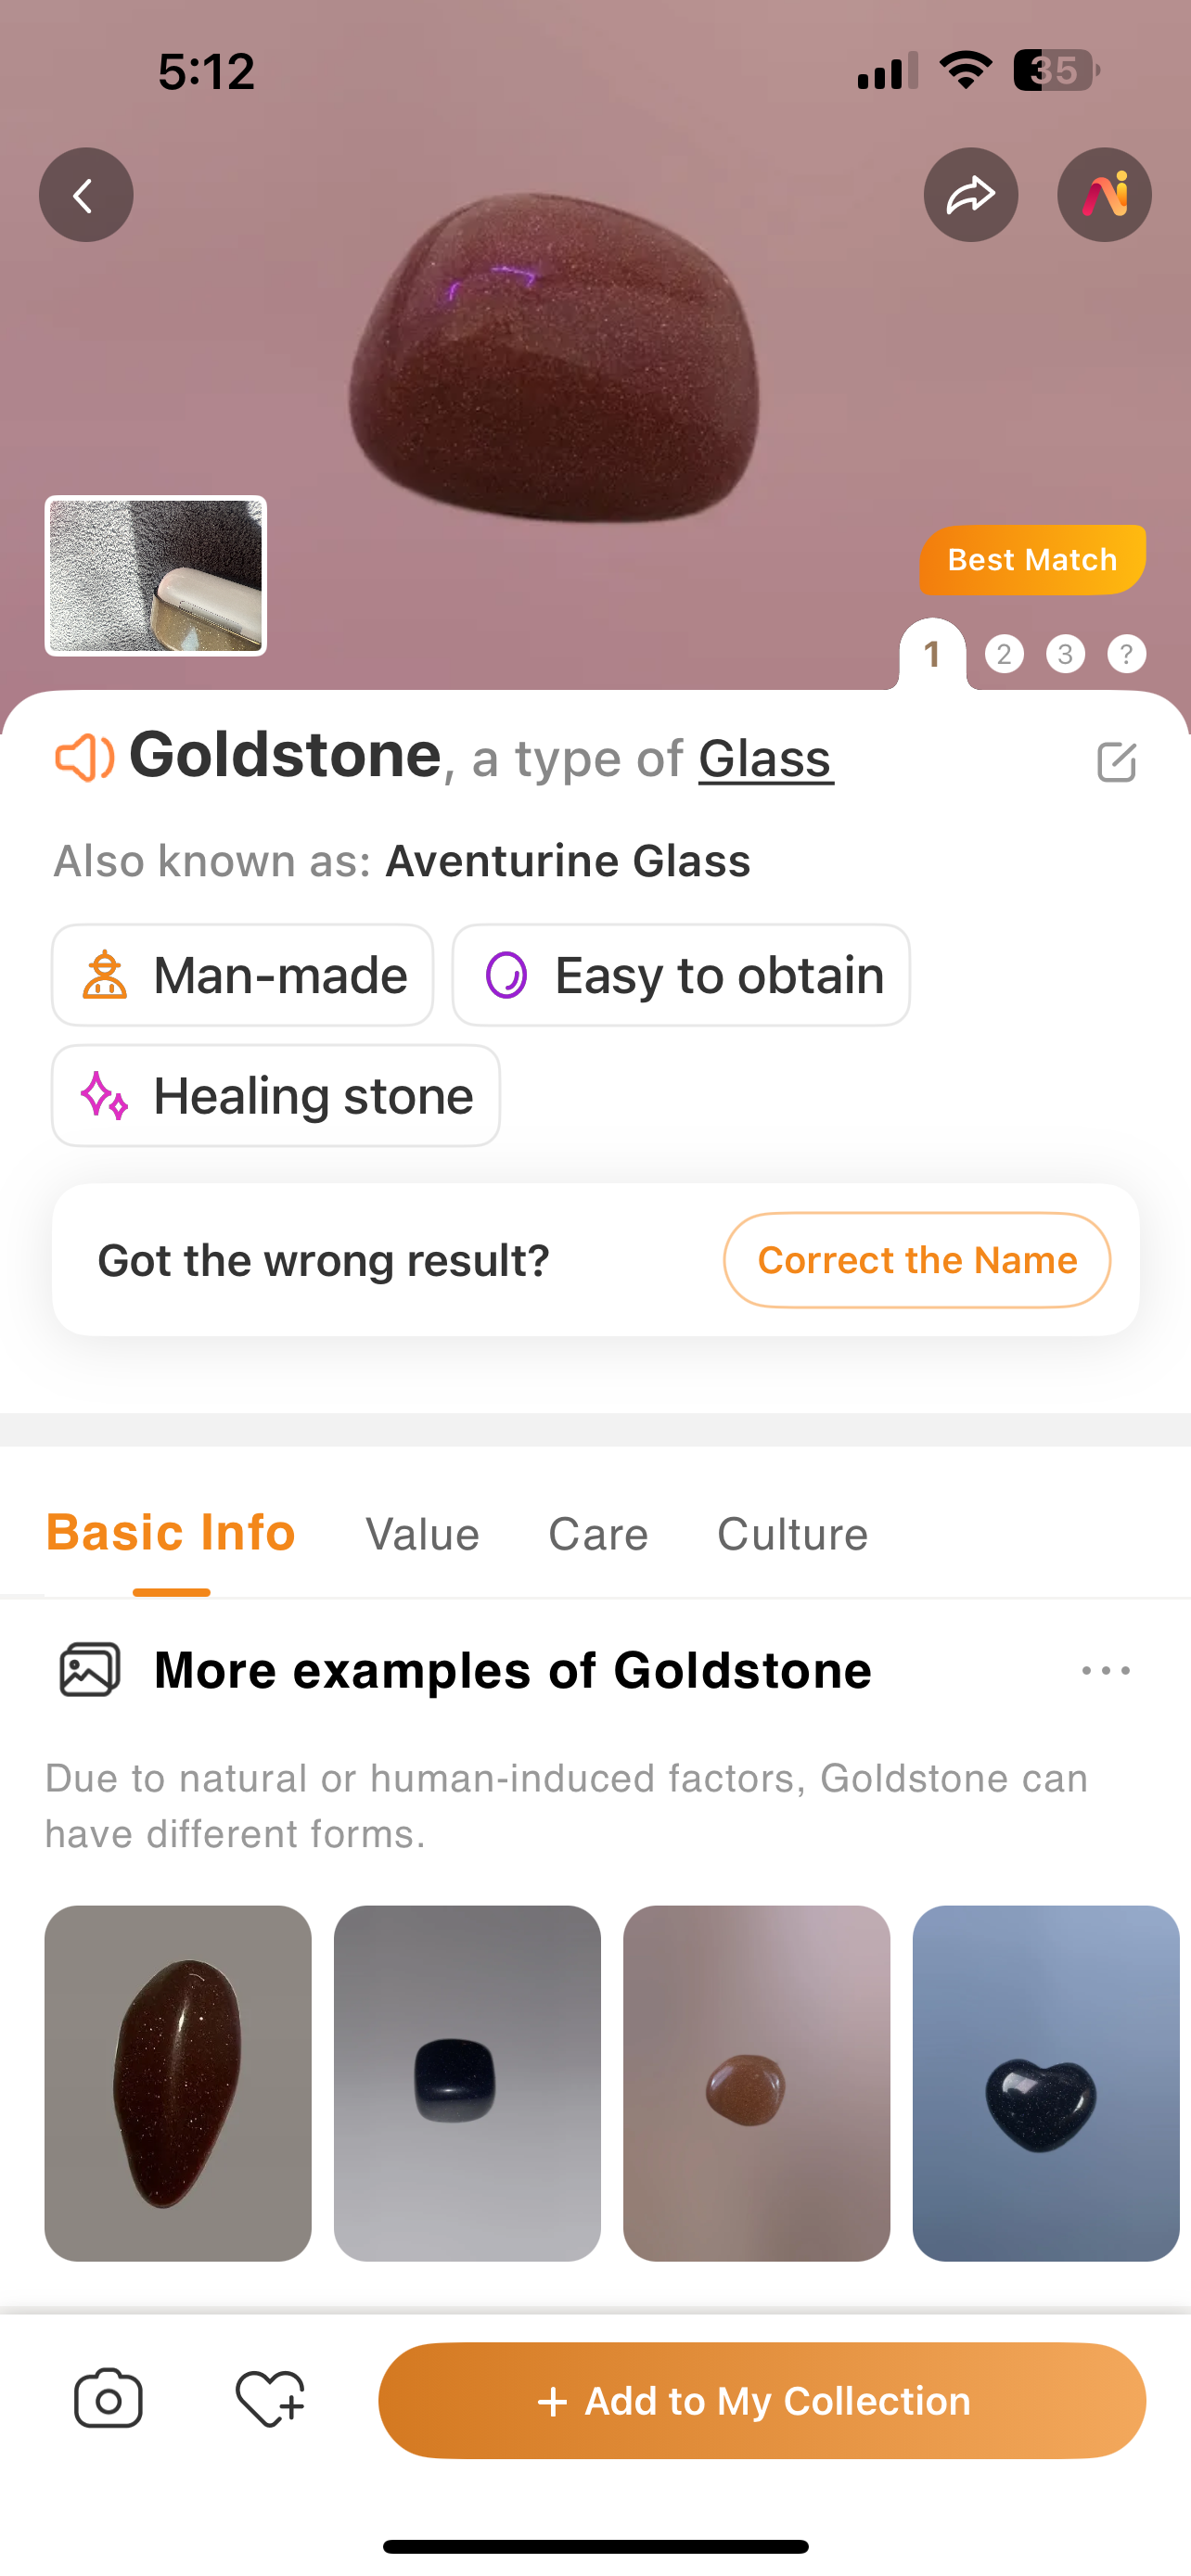 5:12
35
Best Match
1 2 3 ?
Goldstone, a type of Glass
Also known as: Aventurine Glass
Man-made
Easy to obtain
Healing stone
Got the wrong result?
Correct the Name
Basic Info Value Care Culture
More examples of Goldstone
Due to natural or human-induced factors, Goldstone can
have different forms.
+ Add to My Collection